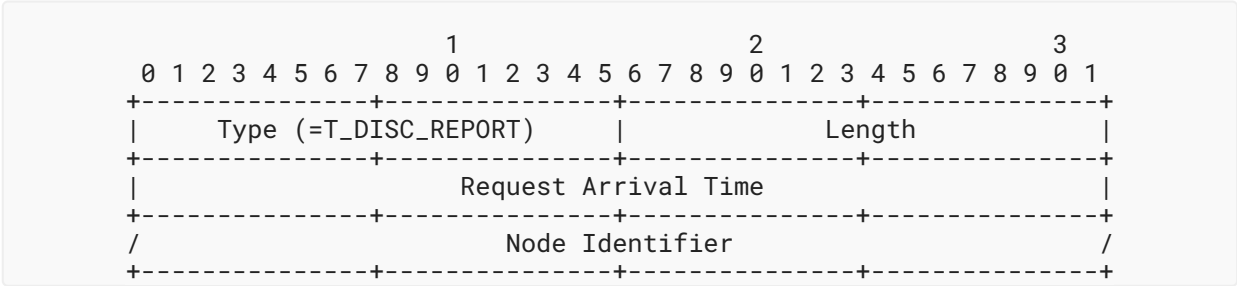 1                   2                   3
 0 1 2 3 4 5 6 7 8 9 0 1 2 3 4 5 6 7 8 9 0 1 2 3 4 5 6 7 8 9 0 1
+---------------+---------------+---------------+---------------+
|     Type (=T_DISC_REPORT)     |             Length            |
+---------------+---------------+---------------+---------------+
|                     Request Arrival Time                      |
+---------------+---------------+---------------+---------------+
/                        Node Identifier                        /
+---------------+---------------+---------------+---------------+